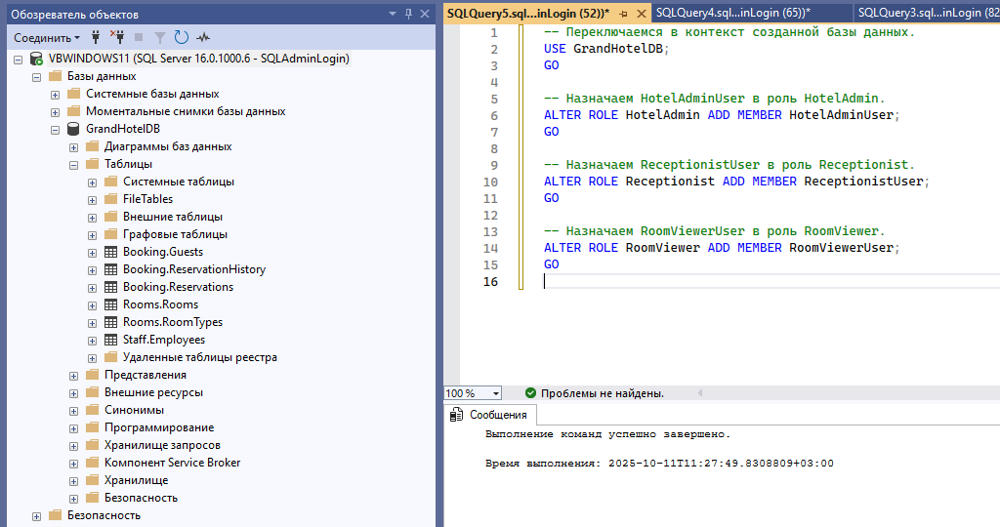 Обозреватель объектов
Соединить
VBWINDOWS11 (SQL Server 16.0.1000.6 - SQLAdminLogin)
Базы данных
Системные базы данных
Моментальные снимки базы данных
GrandHotelDB
Диаграммы баз данных
Таблицы
Системные таблицы
FileTables
Внешние таблицы
Графовые таблицы
Booking.Guests
Booking.ReservationHistory
Booking.Reservations
Rooms.Rooms
Rooms.RoomTypes
Staff.Employees
Удаленные таблицы реестра
Представления
Внешние ресурсы
Синонимы
Программирование
Хранилище запросов
Компонент Service Broker
Хранилище
Безопасность
Безопасность
SQLQuery5.sql...inLogin (52))* SQLQuery4.sql...inLogin (65))* SQLQuery3.sql...inLogin (82
1 -- Переключаемся в контекст созданной базы данных.
2 USE GrandHotelDB;
3 GO
4
5 -- Назначаем HotelAdminUser в роль HotelAdmin.
6 ALTER ROLE HotelAdmin ADD MEMBER HotelAdminUser;
7 GO
8
9 -- Назначаем ReceptionistUser в роль Receptionist.
10 ALTER ROLE Receptionist ADD MEMBER ReceptionistUser;
11 GO
12
13 -- Назначаем RoomViewerUser в роль RoomViewer.
14 ALTER ROLE RoomViewer ADD MEMBER RoomViewerUser;
15 GO
16
100 % Проблемы не найдены.
Сообщения
Выполнение команд успешно завершено.
Время выполнения: 2025-10-11T11:27:49.8308809+03:00